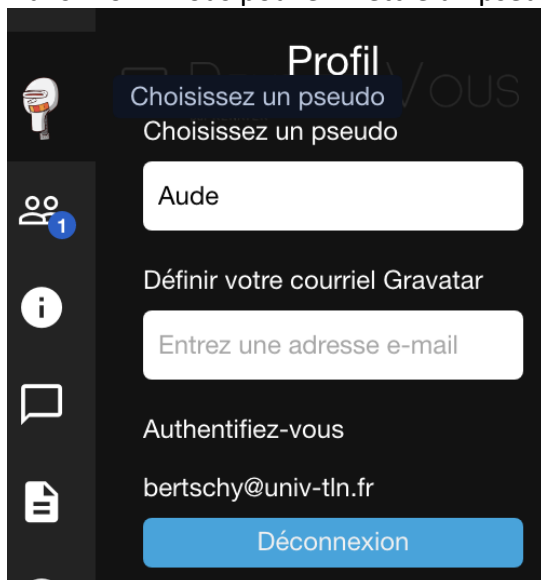 Profil
Choisissez un pseudo
Choisissez un pseudo
Aude
1
Définir votre courriel Gravatar
Entrez une adresse e-mail
Authentifiez-vous
bertschy@univ-tln.fr
Déconnexion